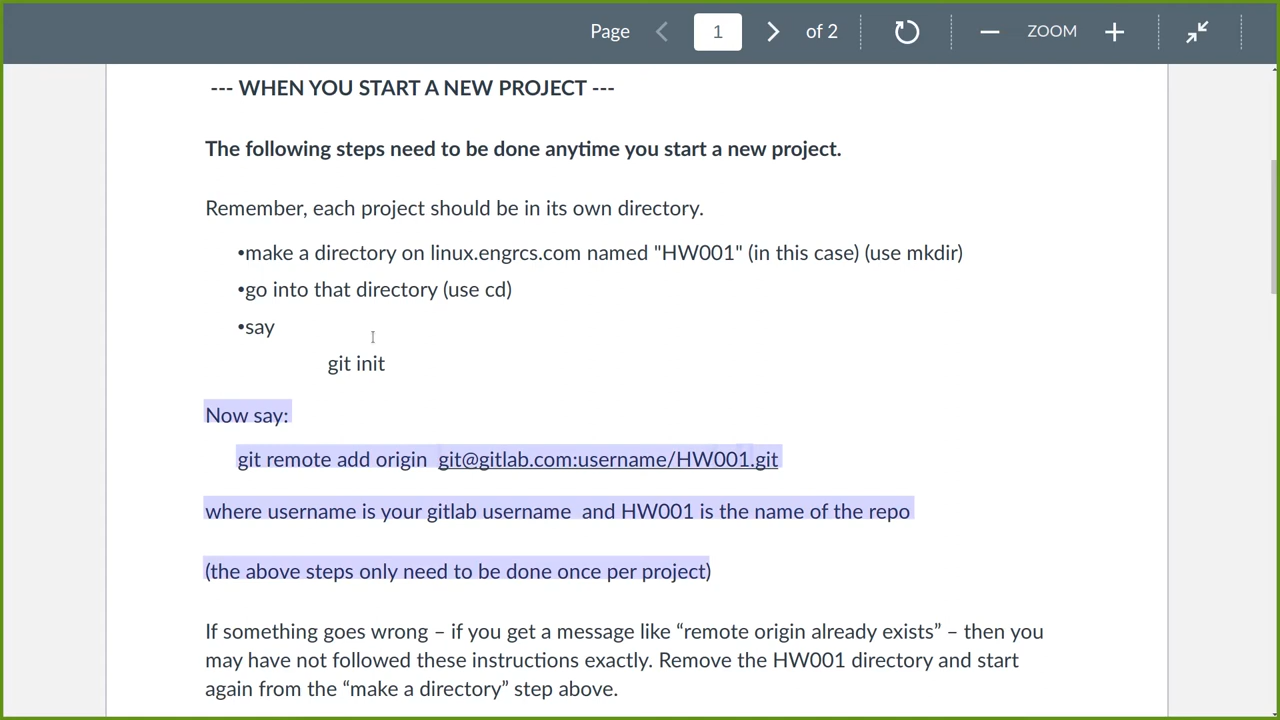 Page 1 of 2 ZOOM
--- WHEN YOU START A NEW PROJECT ---
The following steps need to be done anytime you start a new project.
Remember, each project should be in its own directory.
•make a directory on linux.engrcs.com named "HW001" (in this case) (use mkdir)
•go into that directory (use cd)
•say
git init
Now say:
git remote add origin  git@gitlab.com:username/HW001.git
where username is your gitlab username  and HW001 is the name of the repo
(the above steps only need to be done once per project)
If something goes wrong – if you get a message like “remote origin already exists” – then you
may have not followed these instructions exactly. Remove the HW001 directory and start
again from the “make a directory” step above.